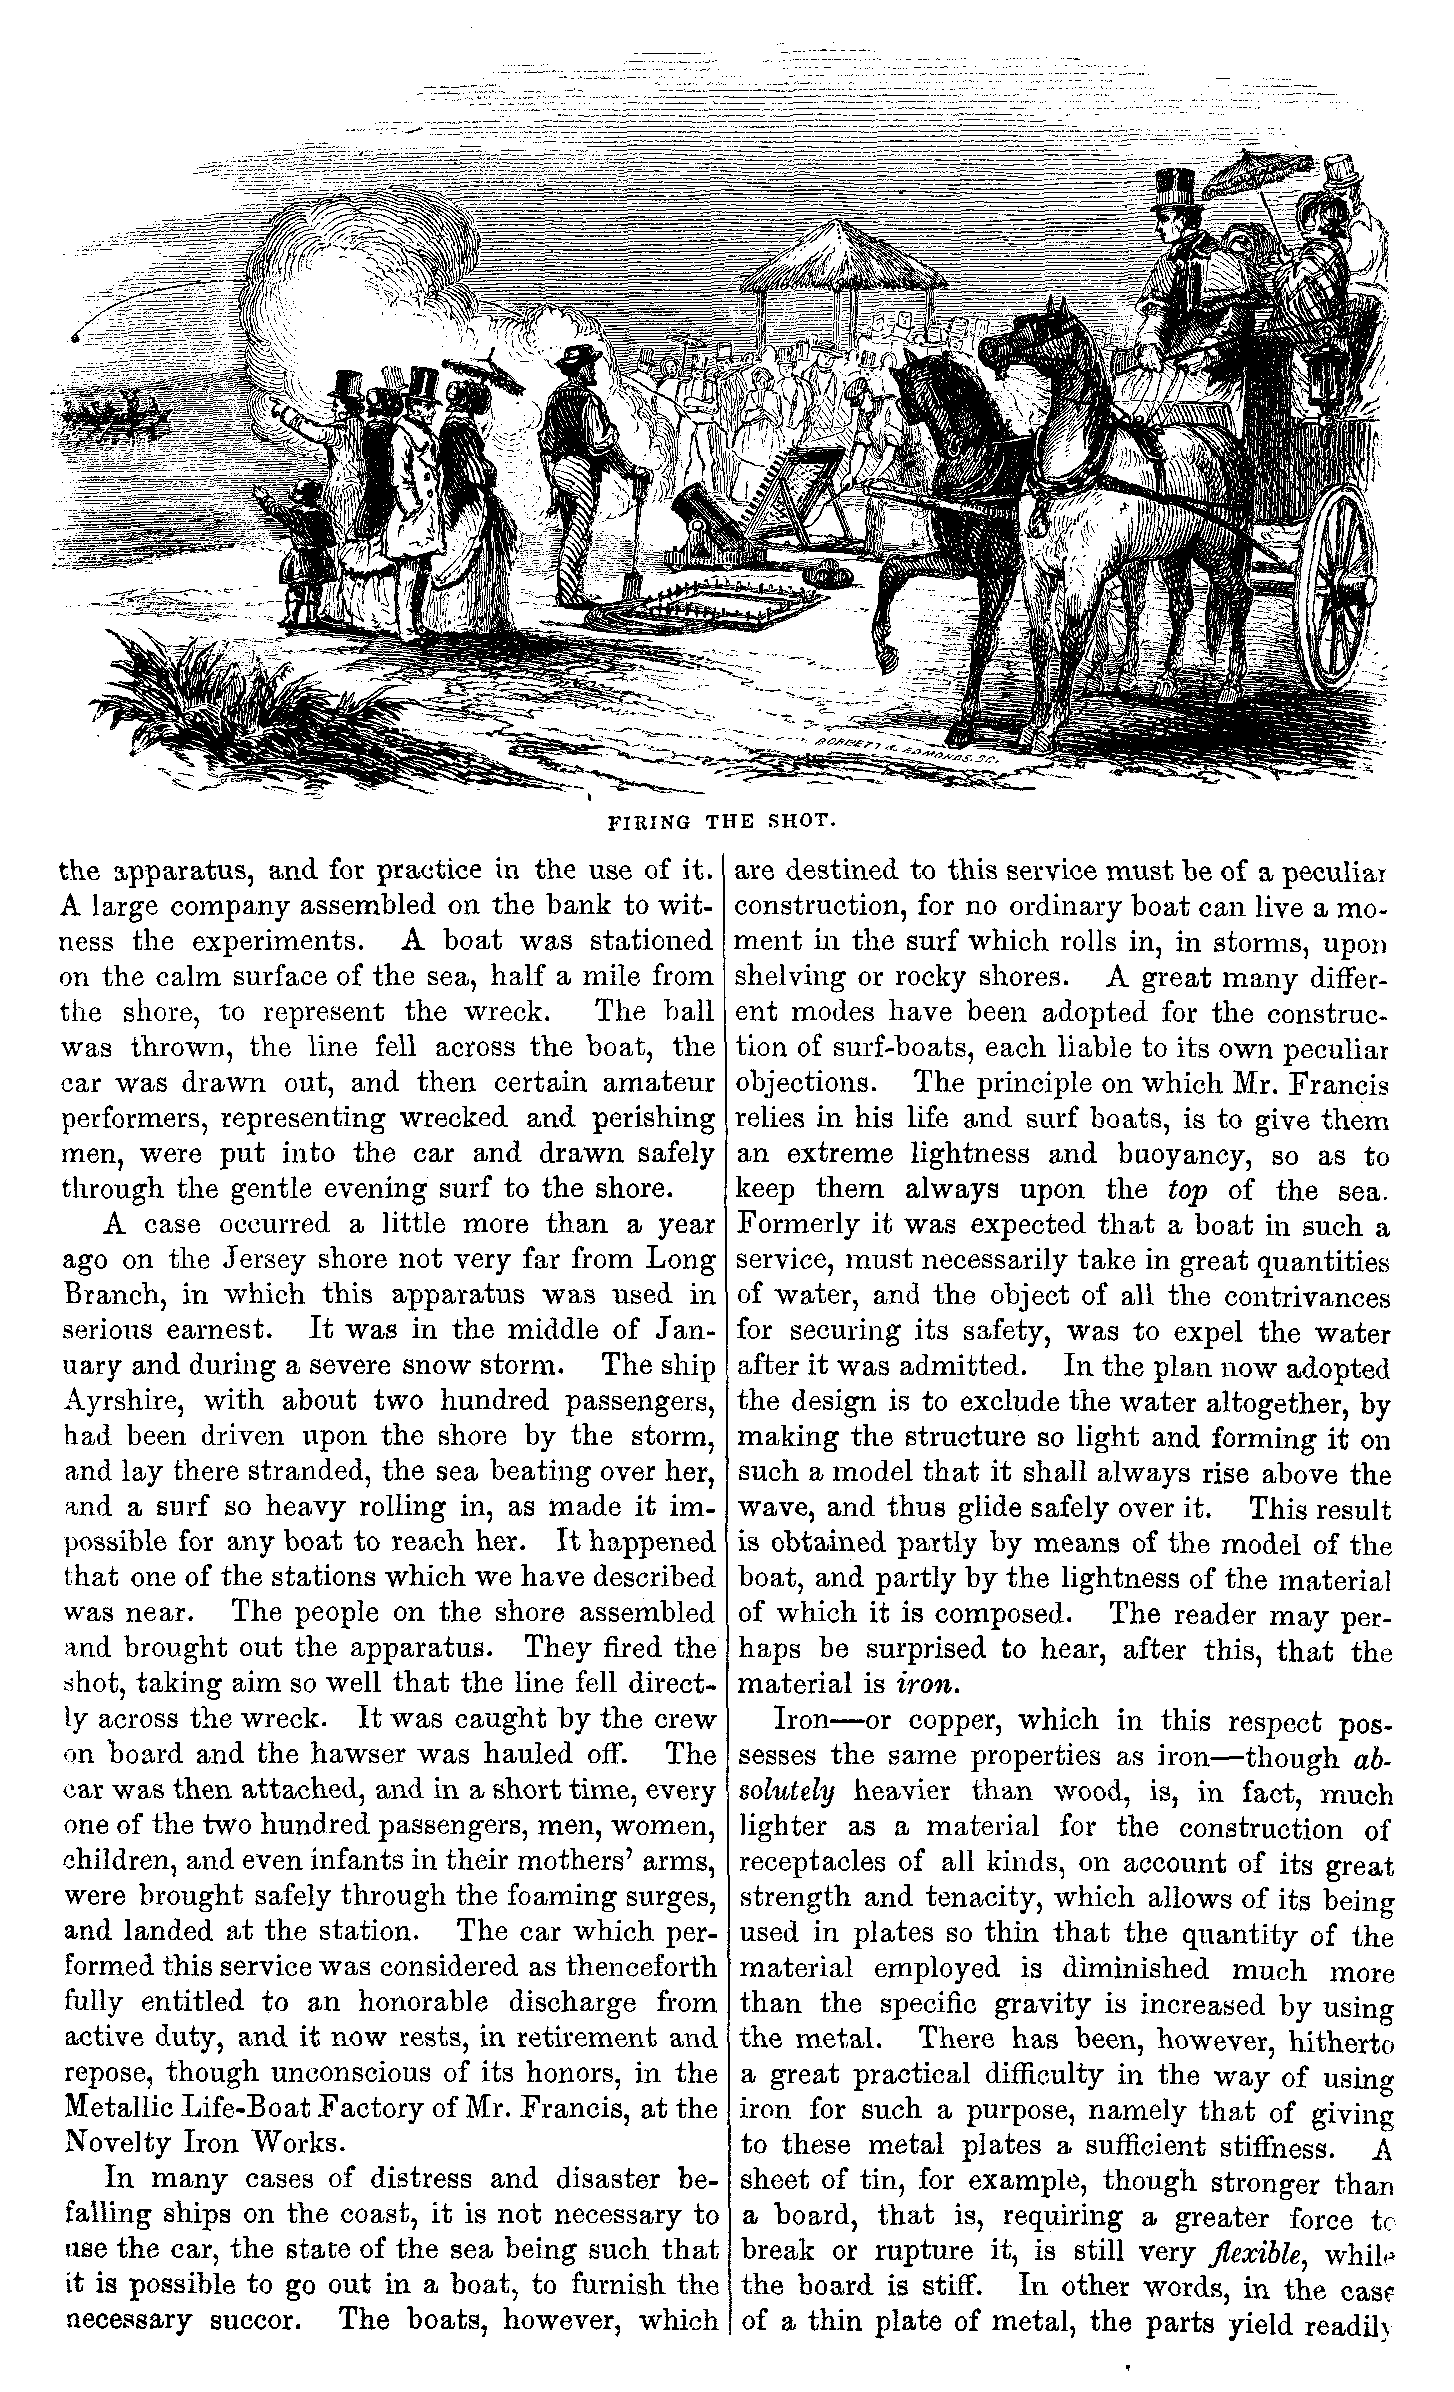 BOBBETT & EDMONDS. SC.
FIRING THE SHOT.
the apparatus, and for practice in the use of it.
A large company assembled on the bank to wit-
ness the experiments. A boat was stationed
on the calm surface of the sea, half a mile from
the shore, to represent the wreck. The ball
was thrown, the line fell across the boat, the
car was drawn out, and then certain amateur
performers, representing wrecked and perishing
men, were put into the car and drawn safely
through the gentle evening surf to the shore.
A case occurred a little more than a year
ago on the Jersey shore not very far from Long
Branch, in which this apparatus was used in
serious earnest. It was in the middle of Jan-
uary and during a severe snow storm. The ship
Ayrshire, with about two hundred passengers,
had been driven upon the shore by the storm,
and lay there stranded, the sea beating over her,
and a surf so heavy rolling in, as made it im-
possible for any boat to reach her. It happened
that one of the stations which we have described
was near. The people on the shore assembled
and brought out the apparatus. They fired the
shot, taking aim so well that the line fell direct-
ly across the wreck. It was caught by the crew
on board and the hawser was hauled off. The
car was then attached, and in a short time, every
one of the two hundred passengers, men, women,
children, and even infants in their mothers' arms,
were brought safely through the foaming surges,
and landed at the station. The car which per-
formed this service was considered as thenceforth
fully entitled to an honorable discharge from
active duty, and it now rests, in retirement and
repose, though unconscious of its honors, in the
Metallic Life-Boat Factory of Mr. Francis, at the
Novelty Iron Works.
In many cases of distress and disaster be-
falling ships on the coast, it is not necessary to
use the car, the state of the sea being such that
it is possible to go out in a boat, to furnish the
necessary succor. The boats, however, which
are destined to this service must be of a peculiar
construction, for no ordinary boat can live a mo-
ment in the surf which rolls in, in storms, upon
shelving or rocky shores. A great many differ-
ent modes have been adopted for the construc-
tion of surf-boats, each liable to its own peculiar
objections. The principle on which Mr. Francis
relies in his life and surf boats, is to give them
an extreme lightness and buoyancy, so as to
keep them always upon the top of the sea.
Formerly it was expected that a boat in such a
service, must necessarily take in great quantities
of water, and the object of all the contrivances
for securing its safety, was to expel the water
after it was admitted. In the plan now adopted
the design is to exclude the water altogether, by
making the structure so light and forming it on
such a model that it shall always rise above the
wave, and thus glide safely over it. This result
is obtained partly by means of the model of the
boat, and partly by the lightness of the material
of which it is composed. The reader may per-
haps be surprised to hear, after this, that the
material is iron.
Iron—or copper, which in this respect pos-
sesses the same properties as iron—though ab-
solutely heavier than wood, is, in fact, much
lighter as a material for the construction of
receptacles of all kinds, on account of its great
strength and tenacity, which allows of its being
used in plates so thin that the quantity of the
material employed is diminished much more
than the specific gravity is increased by using
the metal. There has been, however, hitherto
a great practical difficulty in the way of using
iron for such a purpose, namely that of giving
to these metal plates a sufficient stiffness. A
sheet of tin, for example, though stronger than
a board, that is, requiring a greater force to
break or rupture it, is still very flexible, while
the board is stiff. In other words, in the case
of a thin plate of metal, the parts yield readily